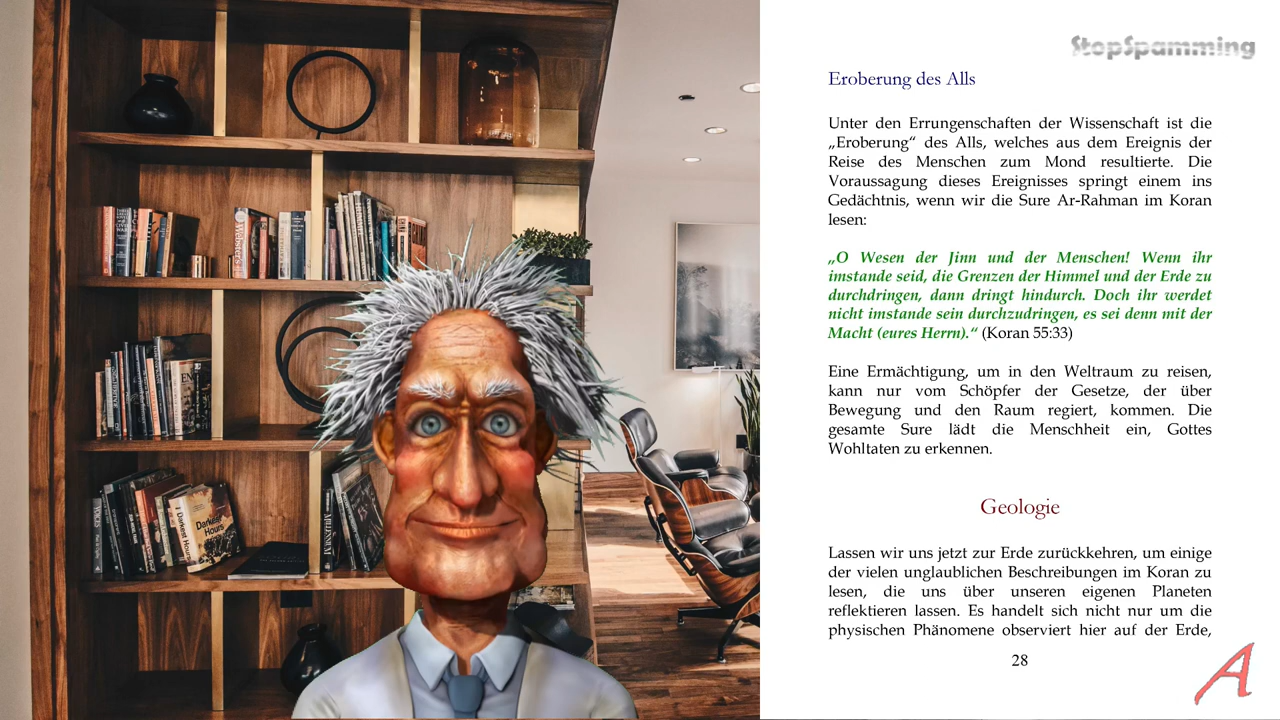 StopSpamming
Eroberung des Alls
Unter den Errungenschaften der Wissenschaft ist die
„Eroberung“ des Alls, welches aus dem Ereignis der
Reise des Menschen zum Mond resultierte. Die
Voraussagung dieses Ereignisses springt einem ins
Gedächtnis, wenn wir die Sure Ar-Rahman im Koran
lesen:
„O Wesen der Jinn und der Menschen! Wenn ihr
imstande seid, die Grenzen der Himmel und der Erde zu
durchdringen, dann dringt hindurch. Doch ihr werdet
nicht imstande sein durchzudringen, es sei denn mit der
Macht (eures Herrn).“ (Koran 55:33)
Eine Ermächtigung, um in den Weltraum zu reisen,
kann nur vom Schöpfer der Gesetze, der über
Bewegung und den Raum regiert, kommen. Die
gesamte Sure lädt die Menschheit ein, Gottes
Wohltaten zu erkennen.
Geologie
Lassen wir uns jetzt zur Erde zurückkehren, um einige
der vielen unglaublichen Beschreibungen im Koran zu
lesen, die uns über unseren eigenen Planeten
reflektieren lassen. Es handelt sich nicht nur um die
physischen Phänomene observiert hier auf der Erde,
28
A
Webster's
Darkest
Hours
MILLENNIUM